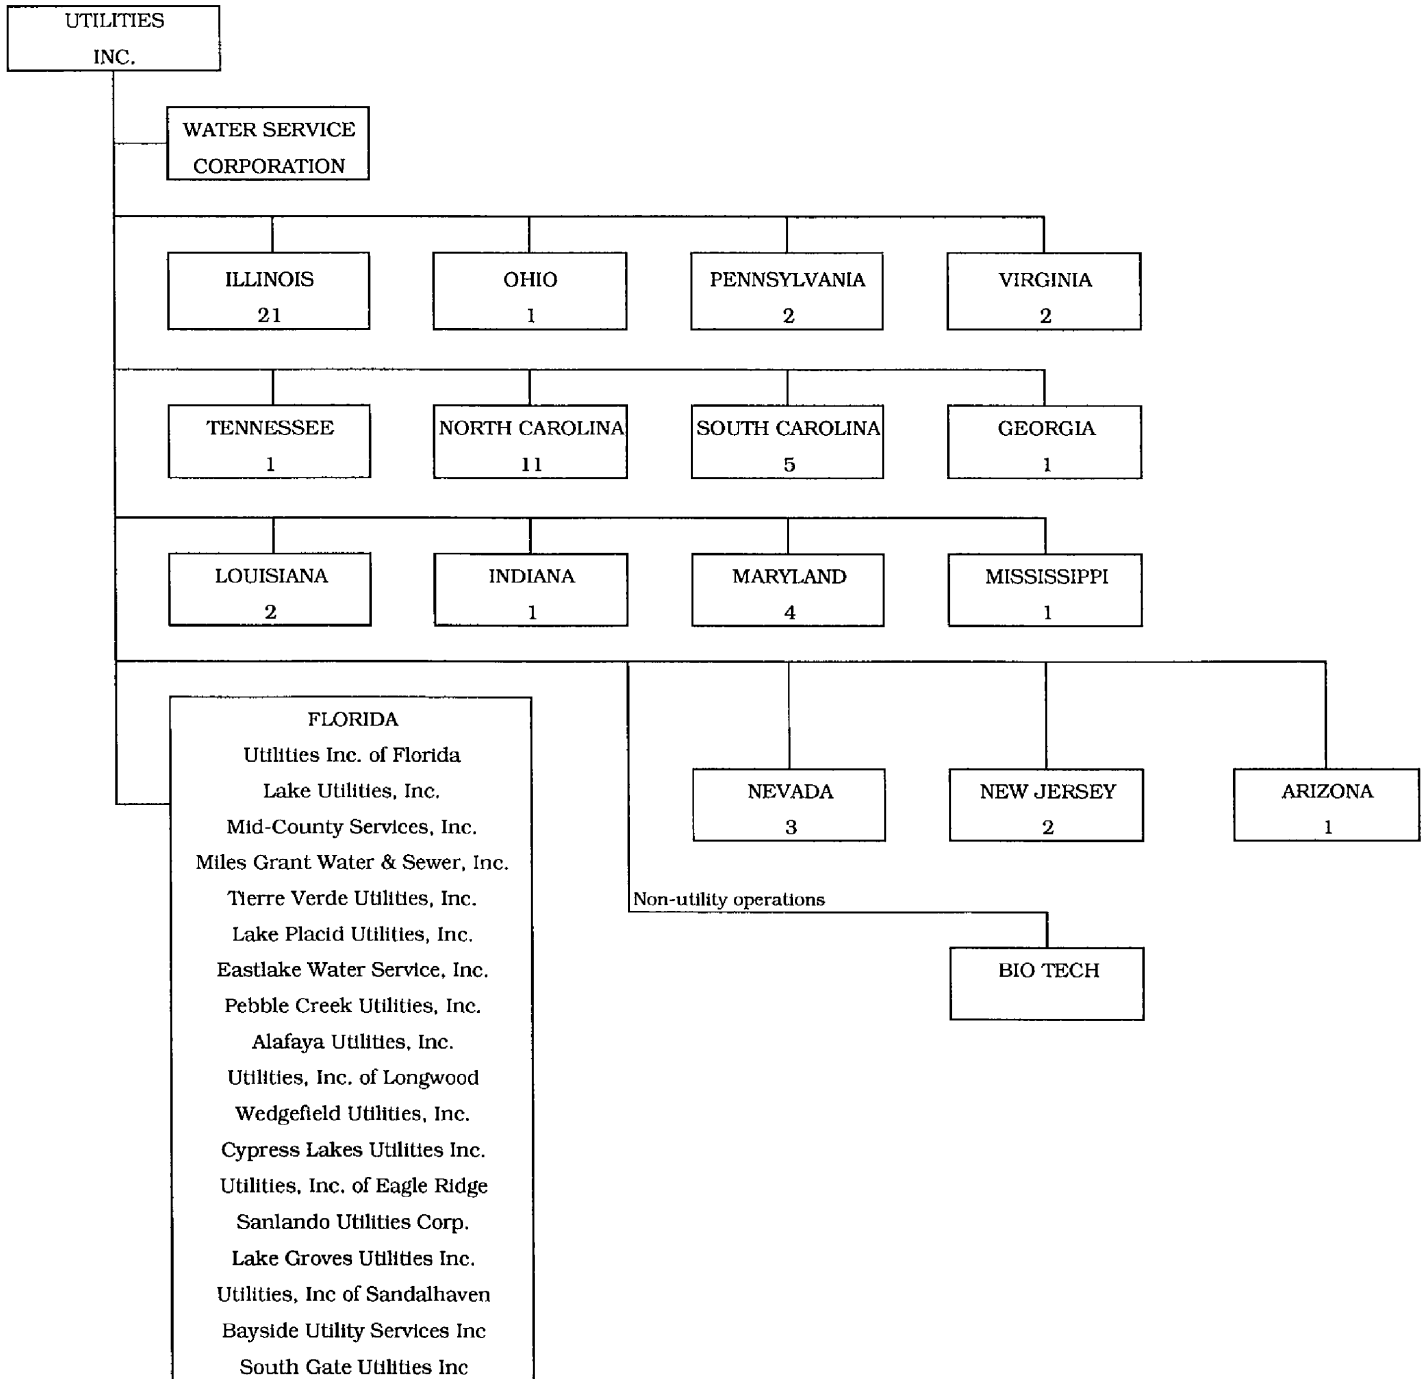 UTILITIES
INC.
WATER SERVICE
CORPORATION
ILLINOIS
21
OHIO
1
PENNSYLVANIA
2
VIRGINIA
2
TENNESSEE
1
NORTH CAROLINA
11
SOUTH CAROLINA
5
GEORGIA
1
LOUISIANA
2
INDIANA
1
MARYLAND
4
MISSISSIPPI
1
FLORIDA
Utilities Inc. of Florida
Lake Utilities, Inc.
Mid-County Services, Inc.
Miles Grant Water & Sewer, Inc.
Tierre Verde Utilities, Inc.
Lake Placid Utilities, Inc.
Eastlake Water Service, Inc.
Pebble Creek Utilities, Inc.
Alafaya Utilities, Inc.
Utilities, Inc. of Longwood
Wedgefield Utilities, Inc.
Cypress Lakes Utilities Inc.
Utilities, Inc. of Eagle Ridge
Sanlando Utilities Corp.
Lake Groves Utilities Inc.
Utilities, Inc of Sandalhaven
Bayside Utility Services Inc
South Gate Utilities Inc
NEVADA
3
NEW JERSEY
2
ARIZONA
1
Non-utility operations
BIO TECH